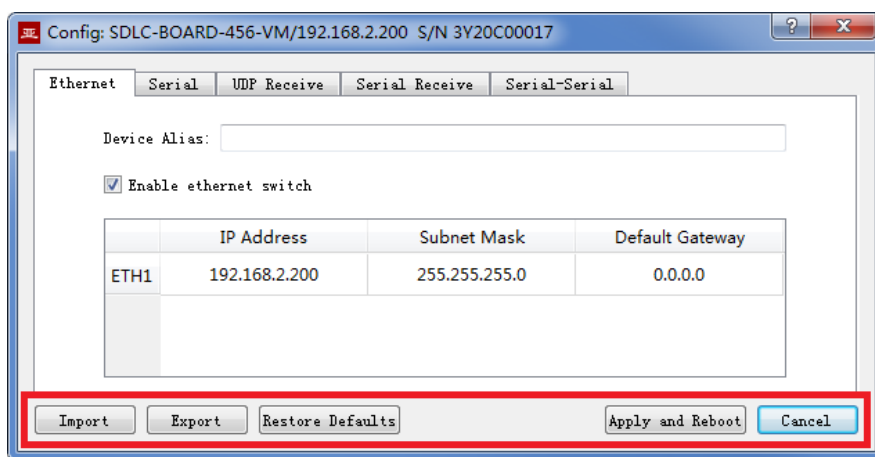 亚 Config: SDLC-BOARD-456-VM/192.168.2.200 S/N 3Y20C00017 ? X
Ethernet Serial UDP Receive Serial Receive Serial-Serial
Device Alias:
Enable ethernet switch
IP Address Subnet Mask Default Gateway
ETH1 192.168.2.200 255.255.255.0 0.0.0.0
Import Export Restore Defaults Apply and Reboot Cancel